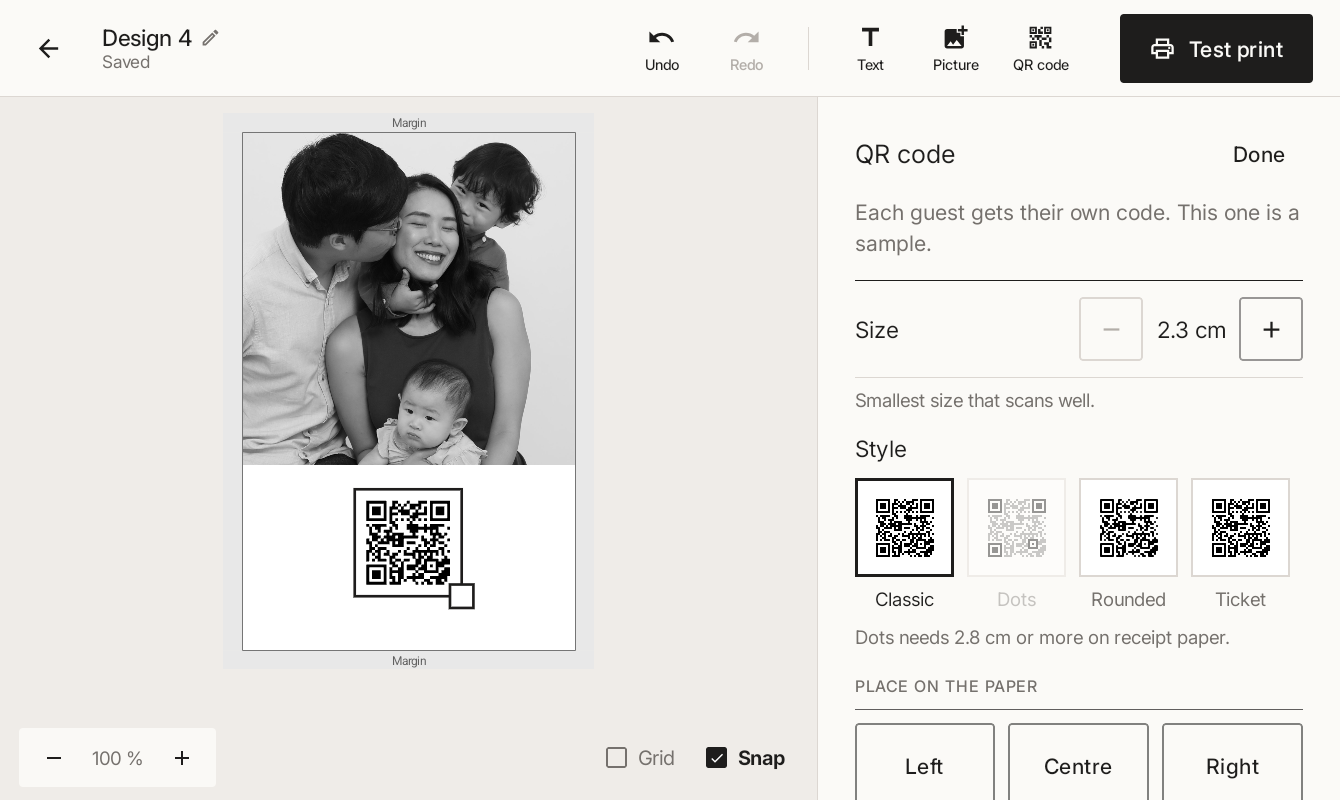 Design 4
Saved
Undo
Redo
Text
Picture
QR code
Test print
Margin
Margin
100 %
Grid
Snap
QR code
Done
Each guest gets their own code. This one is a
sample.
Size
2.3 cm
Smallest size that scans well.
Style
Classic
Dots
Rounded
Ticket
Dots needs 2.8 cm or more on receipt paper.
PLACE ON THE PAPER
Left
Centre
Right